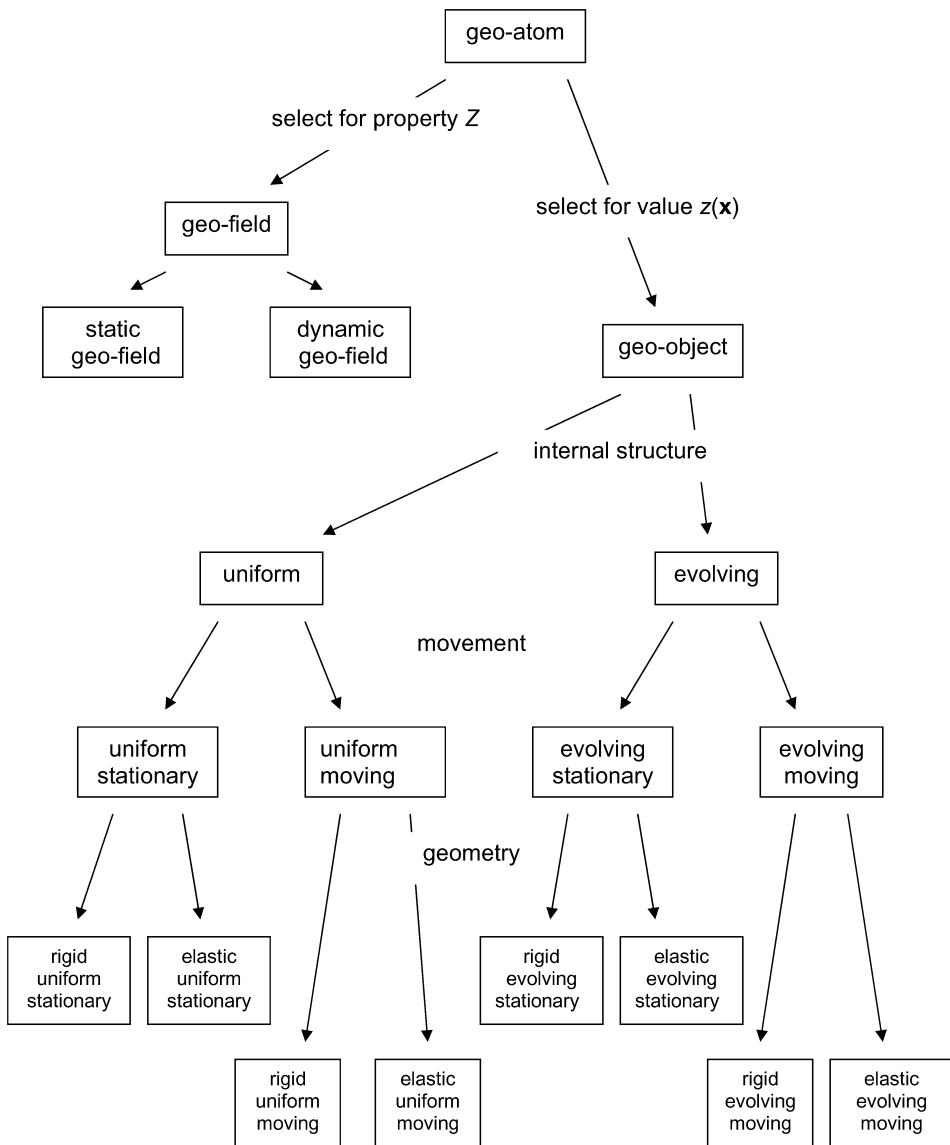 geo-atom
select for property Z
select for value z(x)
geo-field
static
geo-field
dynamic
geo-field
geo-object
internal structure
uniform
evolving
movement
uniform
stationary
uniform
moving
evolving
stationary
evolving
moving
geometry
rigid
uniform
stationary
elastic
uniform
stationary
rigid
evolving
stationary
elastic
evolving
stationary
rigid
uniform
moving
elastic
uniform
moving
rigid
evolving
moving
elastic
evolving
moving